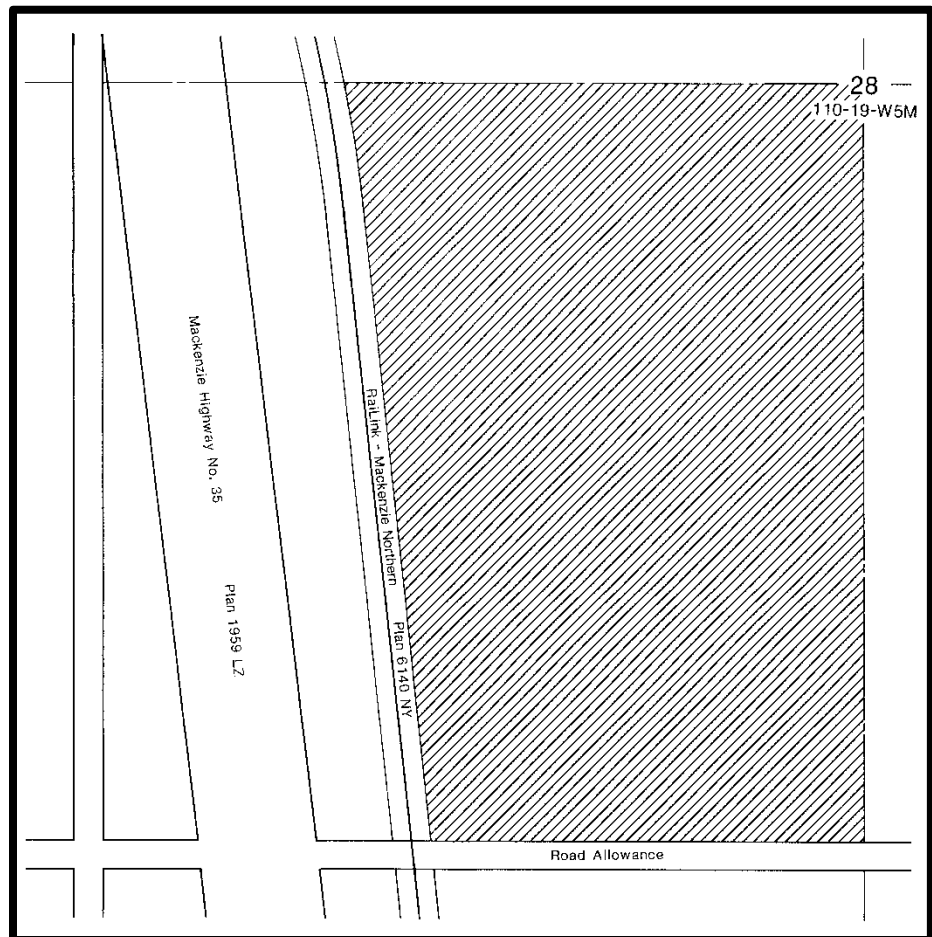 28
110-19-W5M
Mackenzie Highway No. 35
Plan 1959 LZ
RaiLink - Mackenzie Northern
Plan 6140 NY
Road Allowance